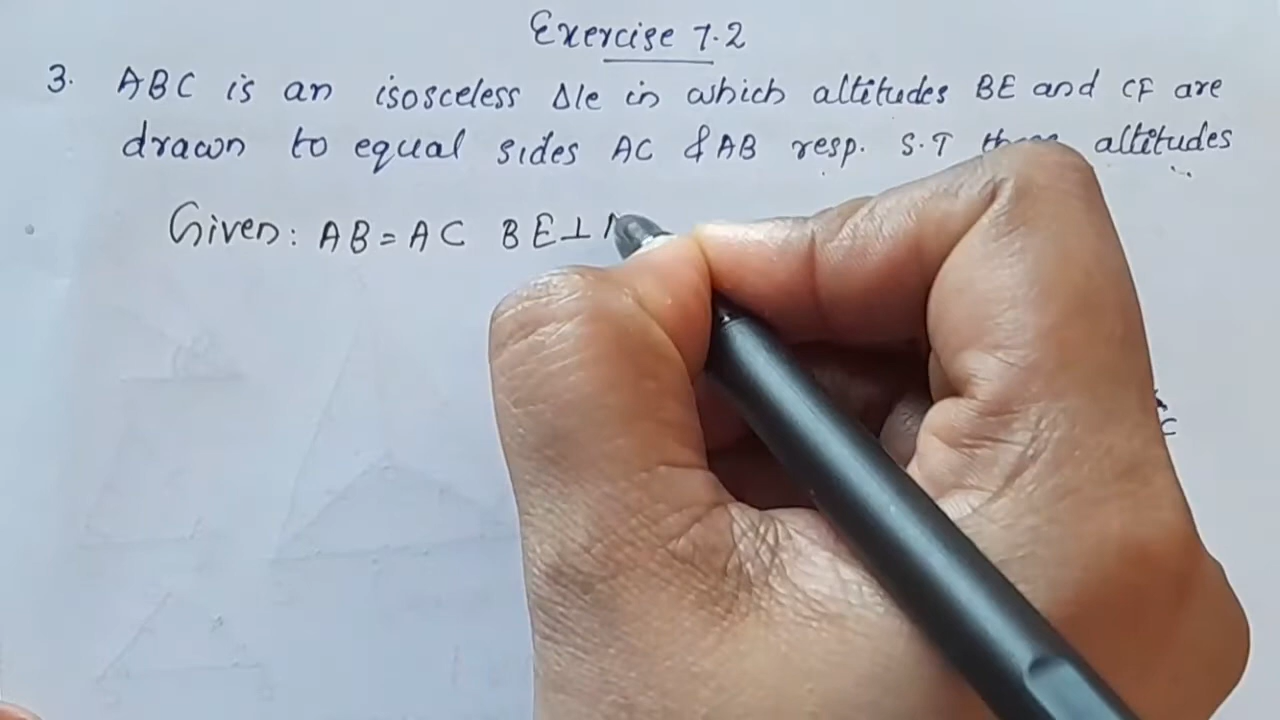 Exercise 7.2
3. ABC is an isosceless Δle in which altitudes BE and CF are
drawn to equal sides AC & AB resp. S.T altitudes
Given: AB = AC BE ⊥
C